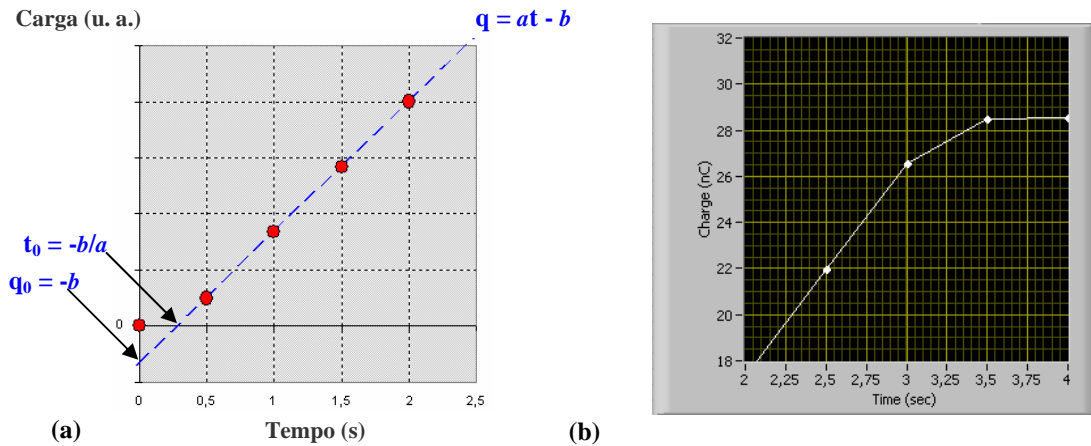 Carga (u. a.)
q = at - b
t₀ = -b/a
q₀ = -b
0
0 0,5 1 1,5 2 2,5
(a) Tempo (s)
32
30
28
26
24
22
20
18
Charge (nC)
2 2,25 2,5 2,75 3 3,25 3,5 3,75 4
Time (sec)
(b)